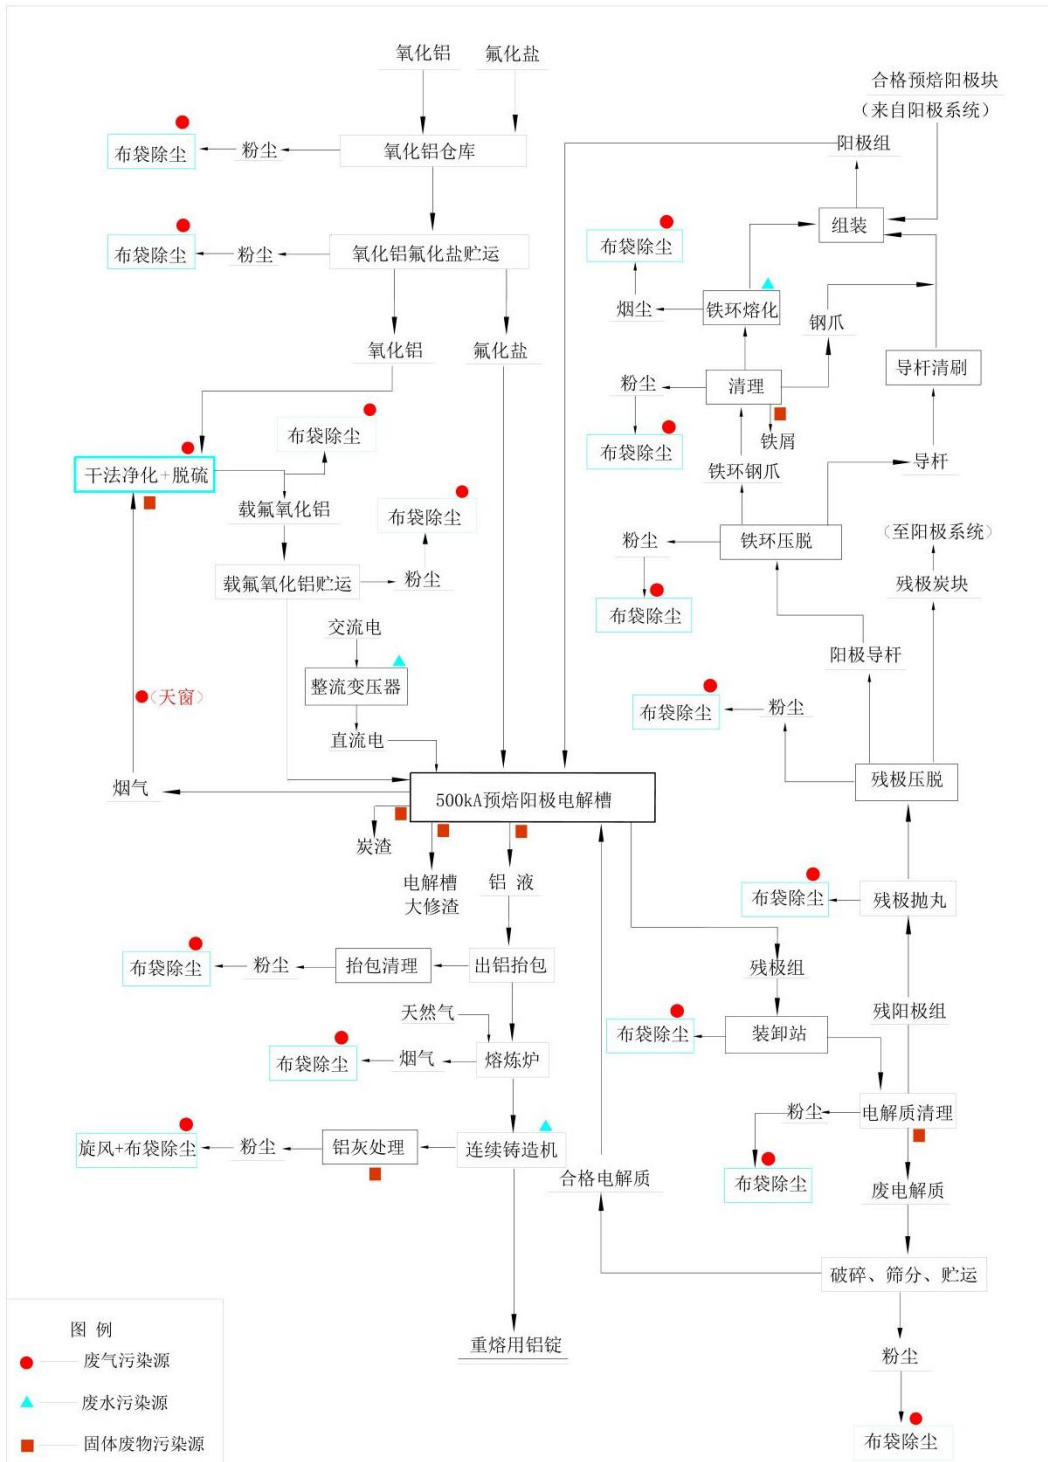 氧化铝
氟化盐
合格预焙阳极块
（来自阳极系统）
布袋除尘
粉尘
氧化铝仓库
阳极组
组装
布袋除尘
粉尘
氧化铝氟化盐贮运
布袋除尘
烟尘
铁环熔化
钢爪
氧化铝
氟化盐
导杆清刷
粉尘
清理
布袋除尘
布袋除尘
铁屑
干法净化+脱硫
铁环钢爪
导杆
载氟氧化铝
布袋除尘
粉尘
铁环压脱
（至阳极系统）
载氟氧化铝贮运
粉尘
残极炭块
布袋除尘
交流电
阳极导杆
整流变压器
（天窗）
布袋除尘
粉尘
直流电
烟气
500kA预焙阳极电解槽
残极压脱
炭渣
电解槽
大修渣
铝 液
布袋除尘
残极抛丸
布袋除尘
粉尘
抬包清理
出铝抬包
残极组
天然气
残阳极组
布袋除尘
装卸站
布袋除尘
烟气
熔炼炉
粉尘
电解质清理
旋风+布袋除尘
粉尘
铝灰处理
连续铸造机
合格电解质
布袋除尘
废电解质
破碎、筛分、贮运
重熔用铝锭
粉尘
布袋除尘
图 例
废气污染源
废水污染源
固体废物污染源